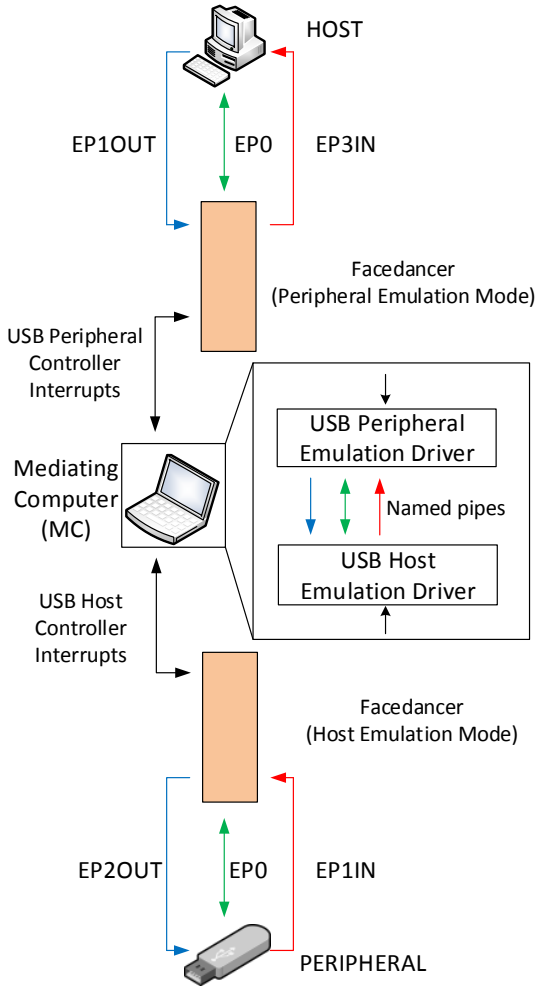 HOST
EP1OUT
EP0
EP3IN
Facedancer
(Peripheral Emulation Mode)
USB Peripheral
Controller
Interrupts
USB Peripheral
Emulation Driver
Mediating
Computer
(MC)
Named pipes
USB Host
Emulation Driver
USB Host
Controller
Interrupts
Facedancer
(Host Emulation Mode)
EP2OUT
EP0
EP1IN
PERIPHERAL